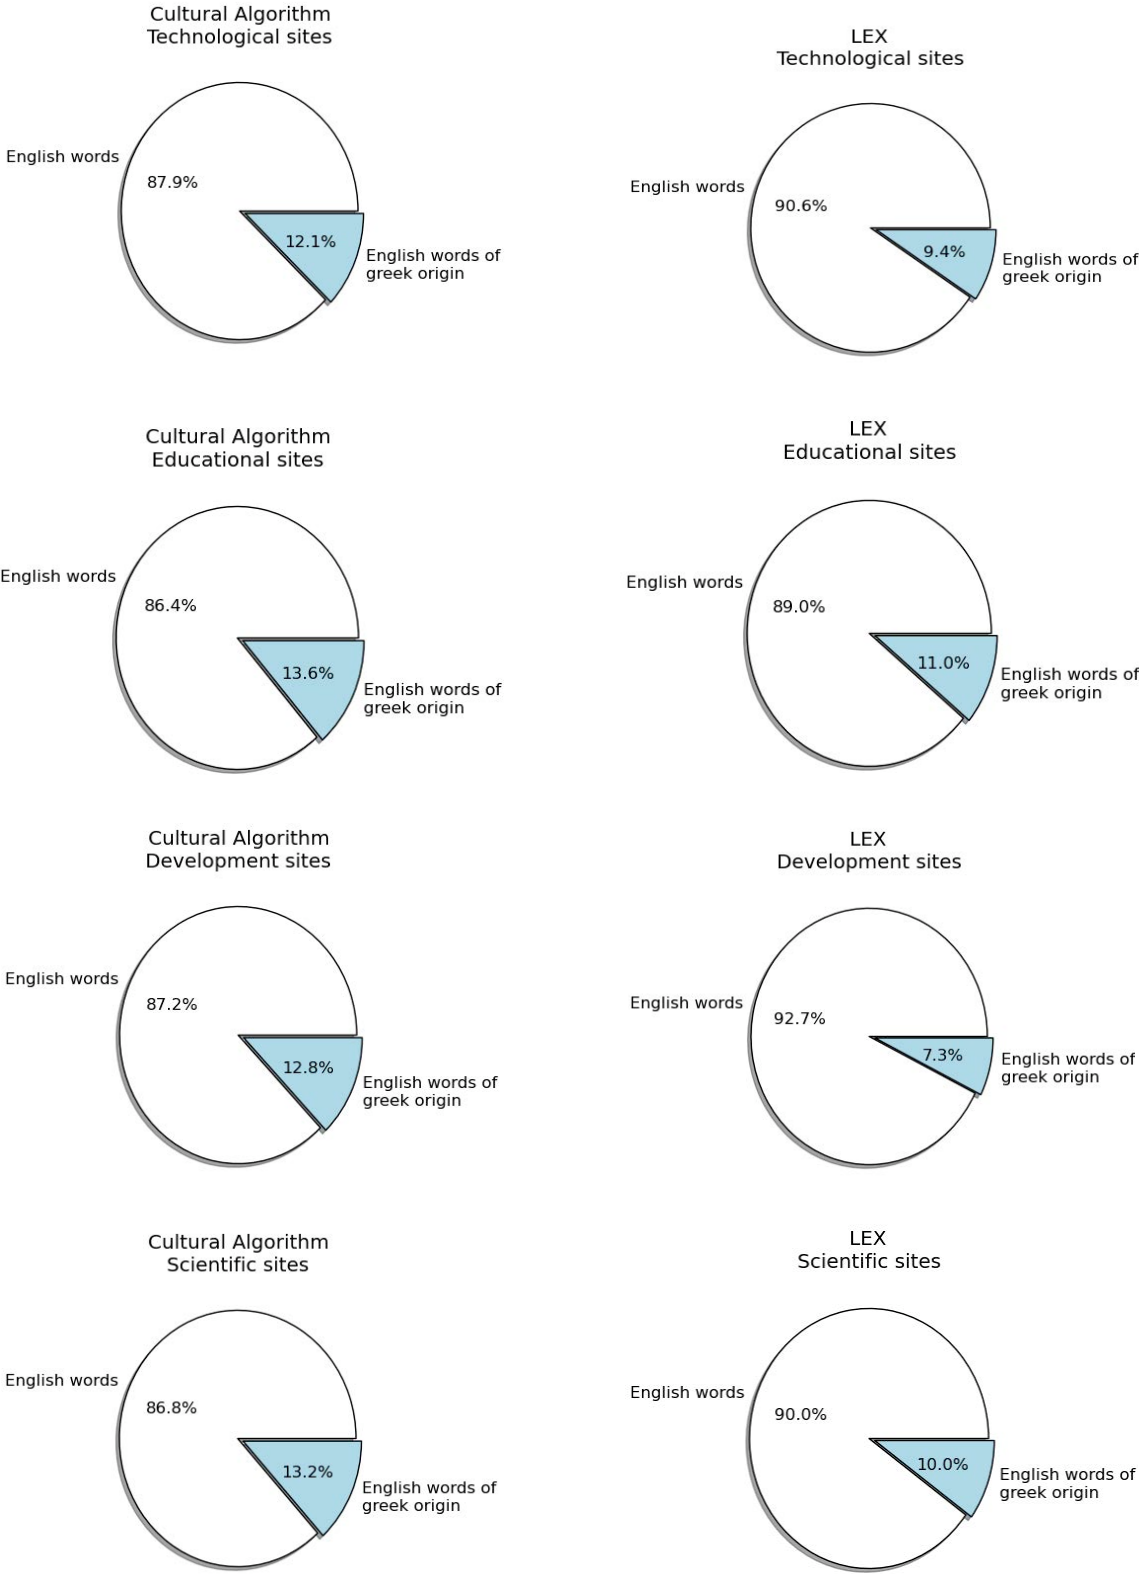 Cultural Algorithm
Technological sites
English words
87.9%
12.1%
English words of
greek origin
LEX
Technological sites
English words
90.6%
9.4%
English words of
greek origin
Cultural Algorithm
Educational sites
English words
86.4%
13.6%
English words of
greek origin
LEX
Educational sites
English words
89.0%
11.0%
English words of
greek origin
Cultural Algorithm
Development sites
English words
87.2%
12.8%
English words of
greek origin
LEX
Development sites
English words
92.7%
7.3%
English words of
greek origin
Cultural Algorithm
Scientific sites
English words
86.8%
13.2%
English words of
greek origin
LEX
Scientific sites
English words
90.0%
10.0%
English words of
greek origin